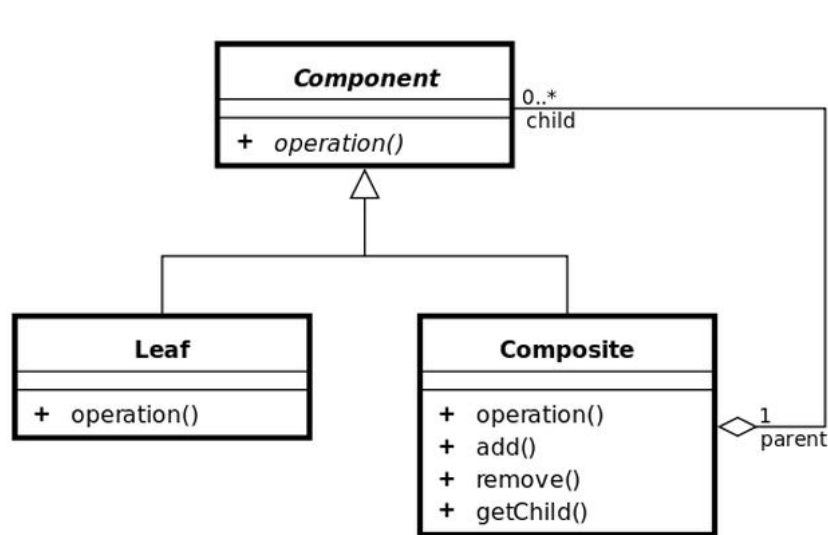 Component
0..*
child
+ operation()
Leaf
+ operation()
Composite
+ operation()
+ add()
+ remove()
+ getChild()
1
parent